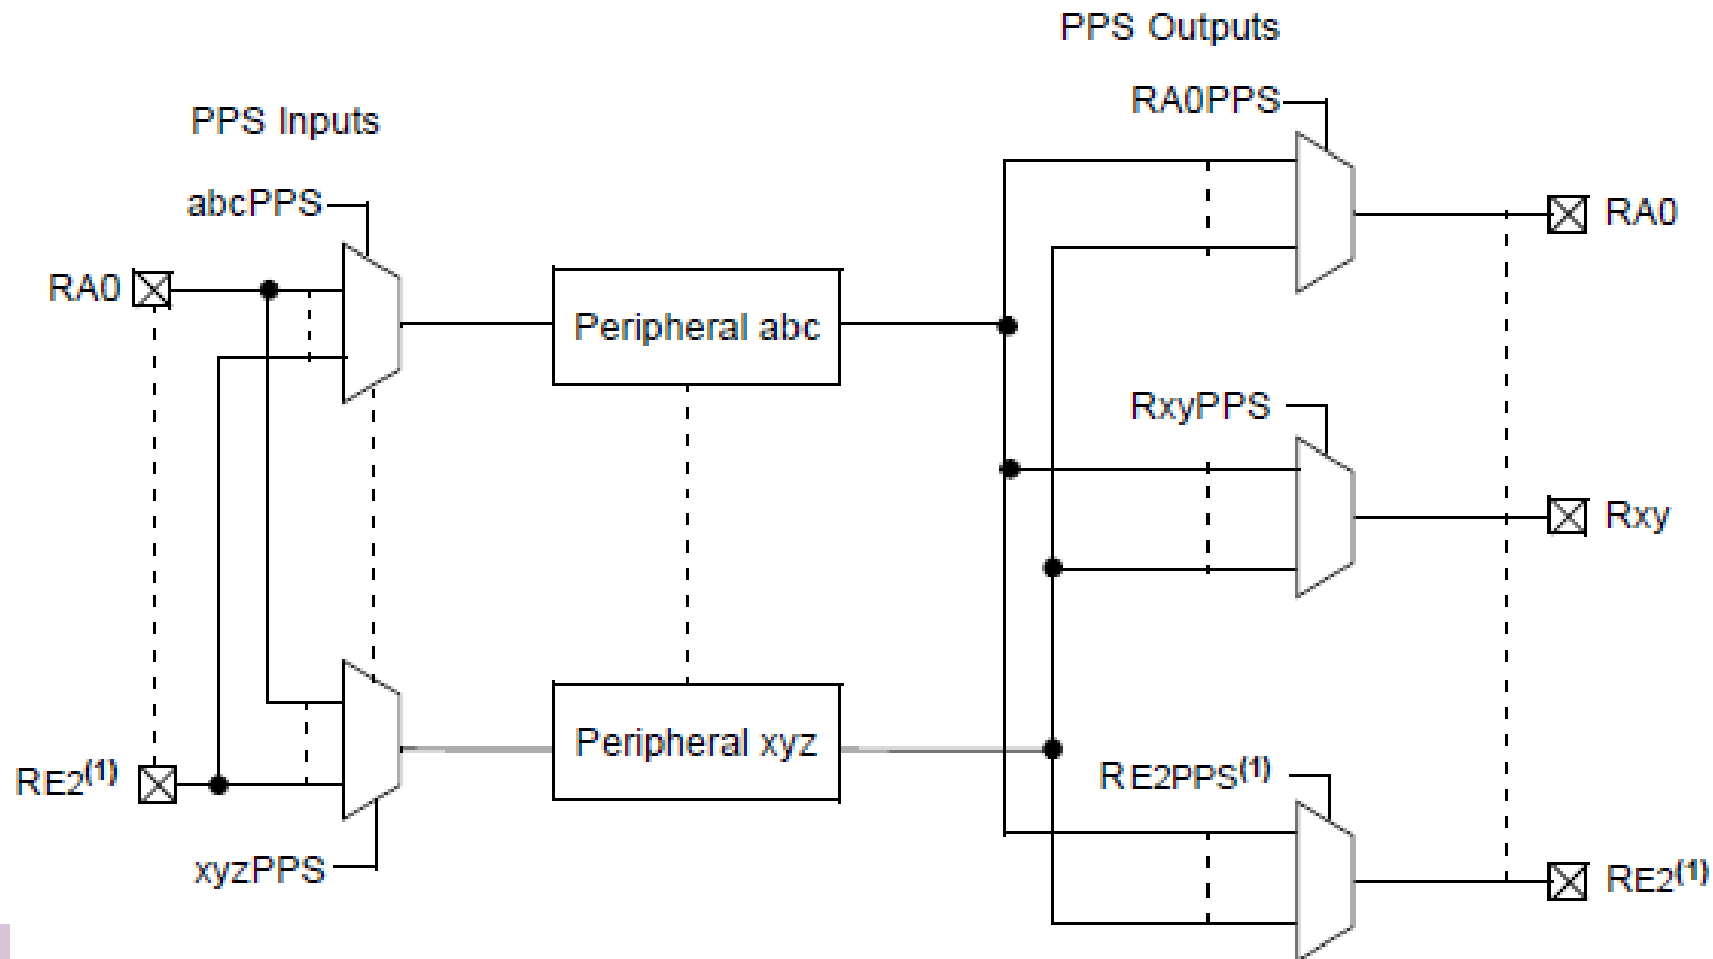 PPS Outputs
RA0PPS
PPS Inputs
abcPPS
RA0
RA0
Peripheral abc
RxyPPS
Rxy
Peripheral xyz
RE2(1)
RE2PPS(1)
xyzPPS
RE2(1)